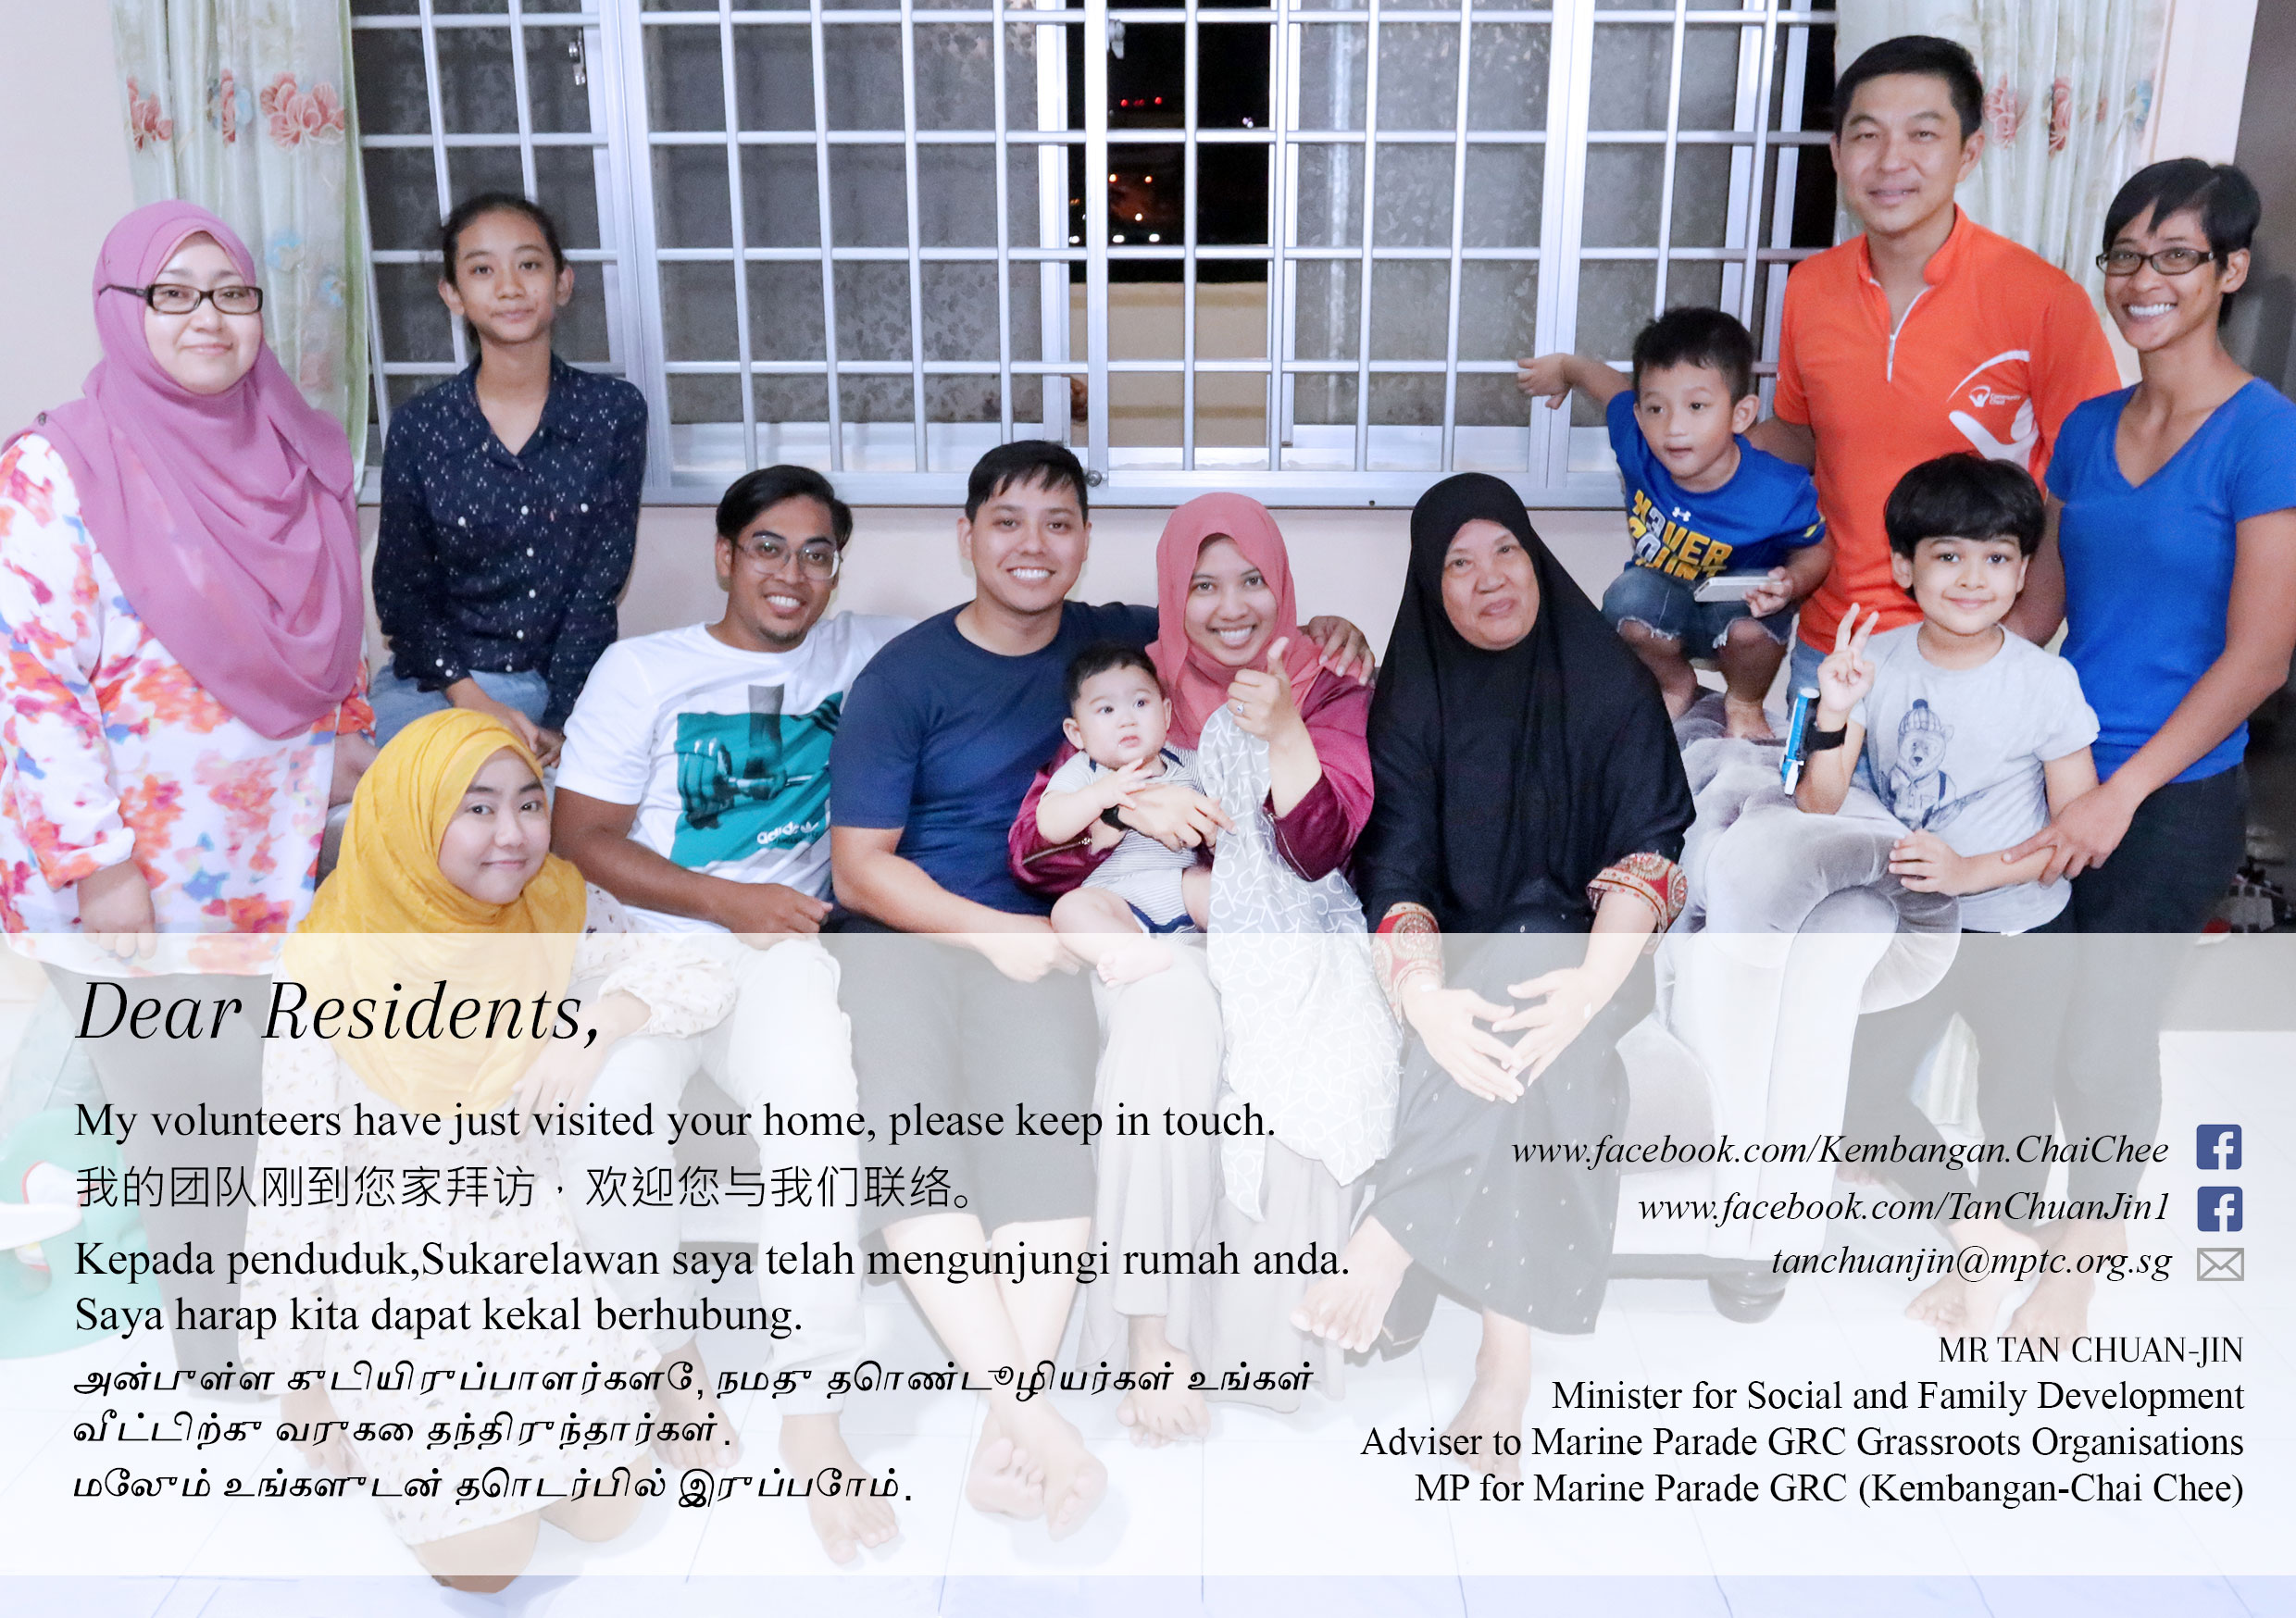 adidas
Dear Residents,
My volunteers have just visited your home, please keep in touch.
我的团队刚到您家拜访，欢迎您与我们联络。
Kepada penduduk,Sukarelawan saya telah mengunjungi rumah anda.
Saya harap kita dapat kekal berhubung.
அன்புள்ள குடியிருப்பாளர்களே, நமது தொண்டூழியர்கள் உங்கள்
வீட்டிற்கு வருகை தந்திருந்தார்கள்.
மேலும் உங்களுடன் தொடர்பில் இருப்போம்.
www.facebook.com/Kembangan.ChaiChee
www.facebook.com/TanChuanJin1
tanchuanjin@mptc.org.sg
MR TAN CHUAN-JIN
Minister for Social and Family Development
Adviser to Marine Parade GRC Grassroots Organisations
MP for Marine Parade GRC (Kembangan-Chai Chee)